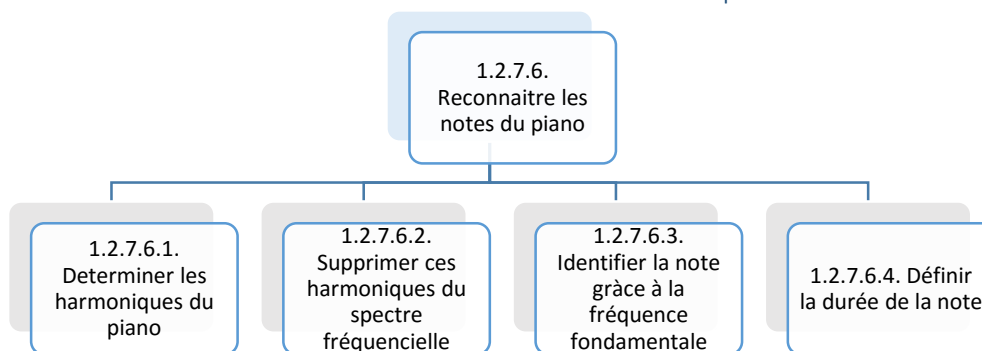 1.2.7.6.
Reconnaitre les
notes du piano
1.2.7.6.1.
Determiner les
harmoniques du
piano
1.2.7.6.2.
Supprimer ces
harmoniques du
spectre
fréquencielle
1.2.7.6.3.
Identifier la note
gràce à la
fréquence
fondamentale
1.2.7.6.4. Définir
la durée de la note